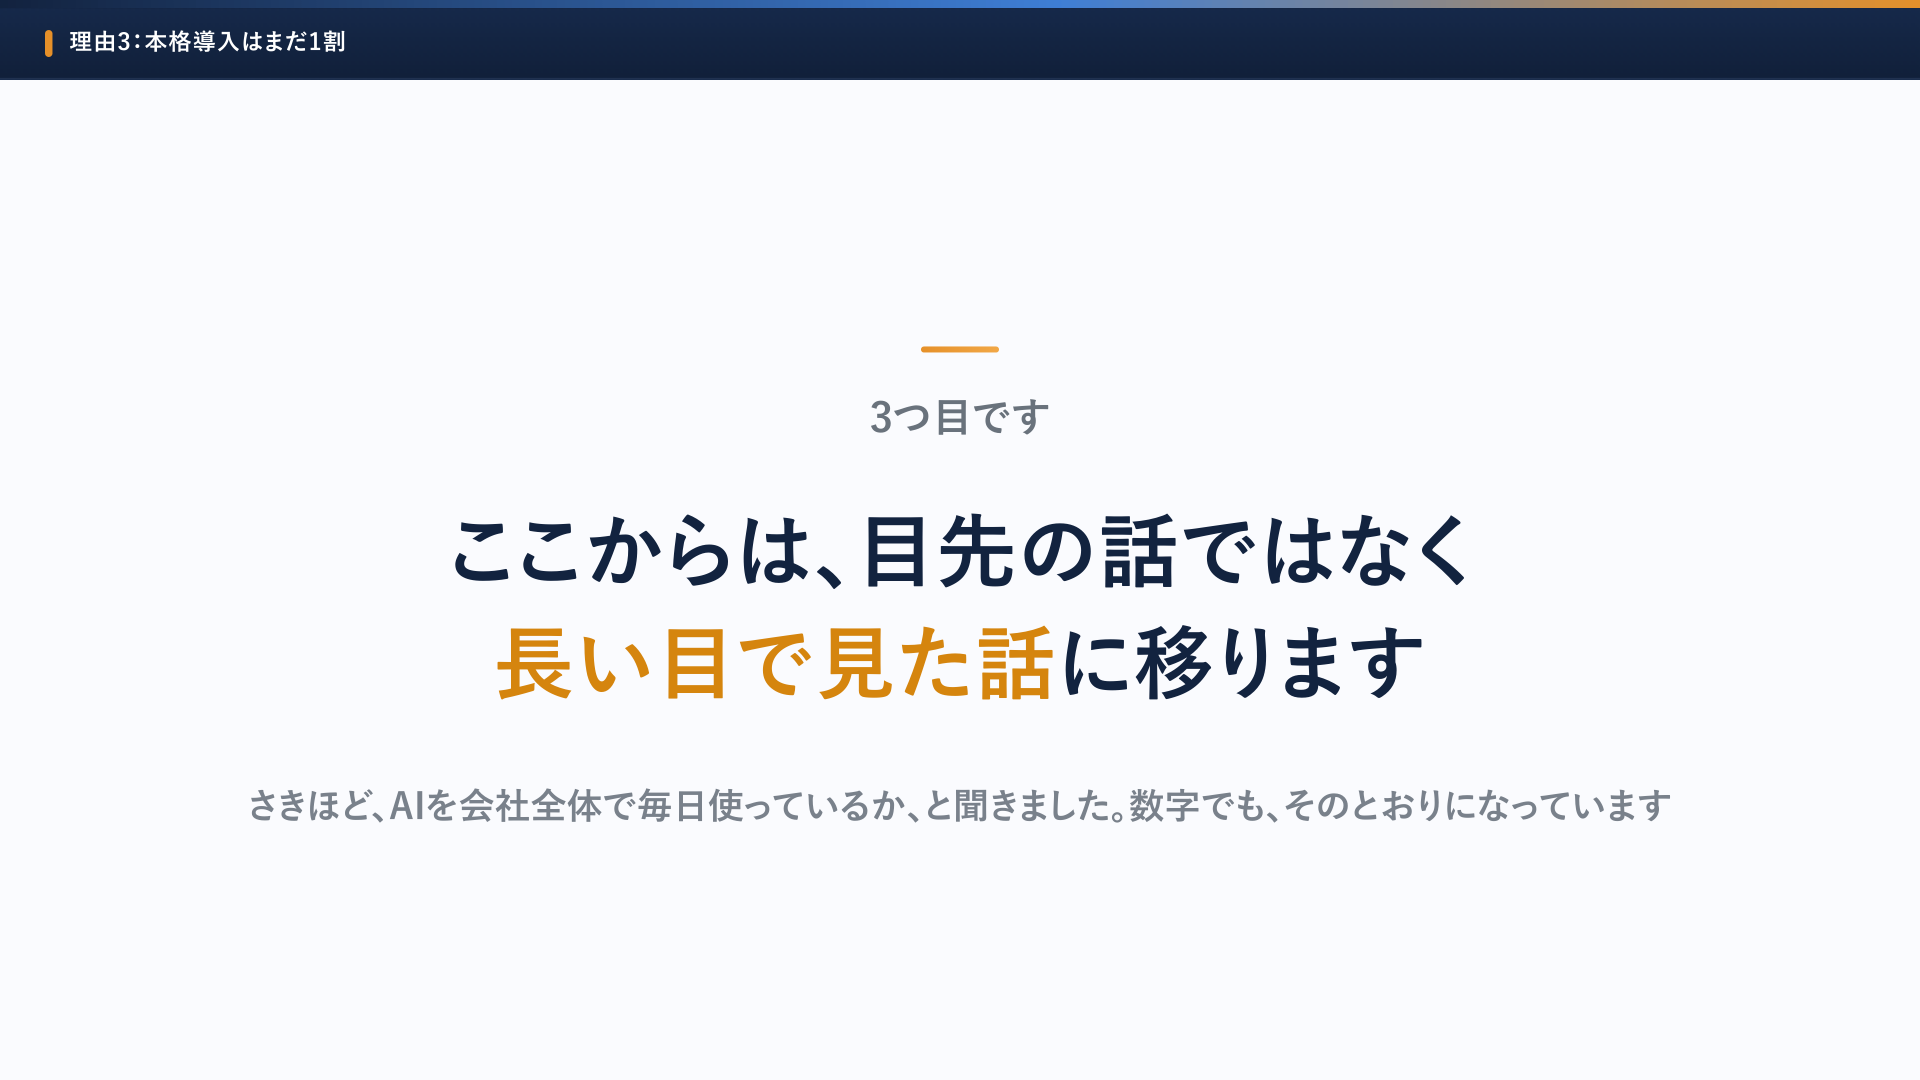 理由3：本格導入はまだ1割
3つ目です
ここからは、目先の話ではなく
長い目で見た話に移ります
さきほど、AIを会社全体で毎日使っているか、と聞きました。数字でも、そのとおりになっています